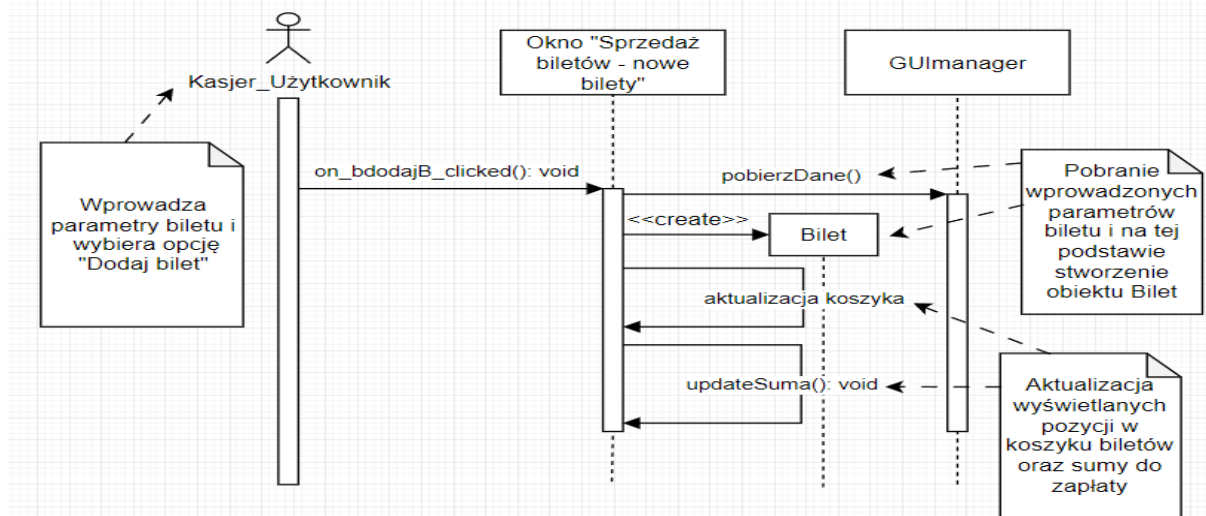 Kasjer_Użytkownik
Okno "Sprzedaż
biletów - nowe
bilety"
GUImanager
Wprowadza
parametry biletu i
wybiera opcję
"Dodaj bilet"
on_bdodajB_clicked(): void
pobierzDane()
<<create>>
Bilet
Pobranie
wprowadzonych
parametrów
biletu i na tej
podstawie
stworzenie
obiektu Bilet
aktualizacja koszyka
updateSuma(): void
Aktualizacja
wyświetlanych
pozycji w
koszyku biletów
oraz sumy do
zapłaty